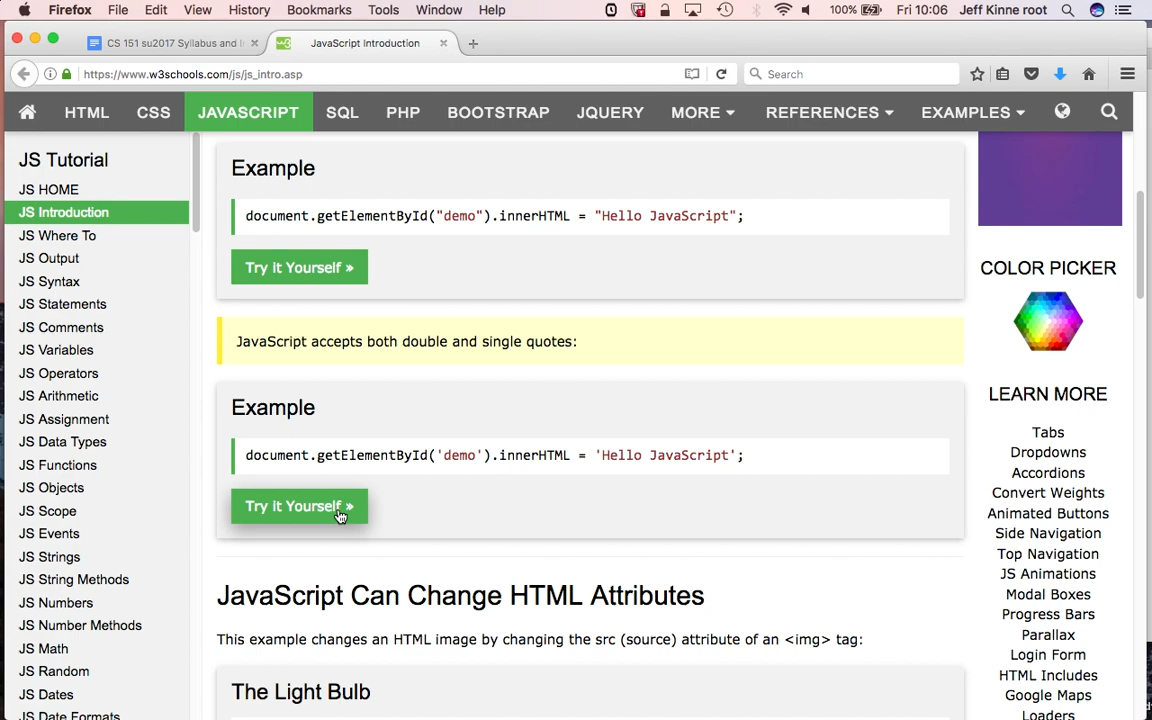 Firefox File Edit View History Bookmarks Tools Window Help 100% Fri 10:06 Jeff Kinne root
CS 151 su2017 Syllabus and I
JavaScript Introduction
https://www.w3schools.com/js/js_intro.asp
Search
HTML CSS JAVASCRIPT SQL PHP BOOTSTRAP JQUERY MORE REFERENCES EXAMPLES
JS Tutorial
JS HOME
JS Introduction
JS Where To
JS Output
JS Syntax
JS Statements
JS Comments
JS Variables
JS Operators
JS Arithmetic
JS Assignment
JS Data Types
JS Functions
JS Objects
JS Scope
JS Events
JS Strings
JS String Methods
JS Numbers
JS Number Methods
JS Math
JS Random
JS Dates
JS Date Formats
Example
document.getElementById("demo").innerHTML = "Hello JavaScript";
Try it Yourself »
JavaScript accepts both double and single quotes:
Example
document.getElementById('demo').innerHTML = 'Hello JavaScript';
Try it Yourself »
JavaScript Can Change HTML Attributes
This example changes an HTML image by changing the src (source) attribute of an <img> tag:
The Light Bulb
COLOR PICKER
LEARN MORE
Tabs
Dropdowns
Accordions
Convert Weights
Animated Buttons
Side Navigation
Top Navigation
JS Animations
Modal Boxes
Progress Bars
Parallax
Login Form
HTML Includes
Google Maps
Loaders